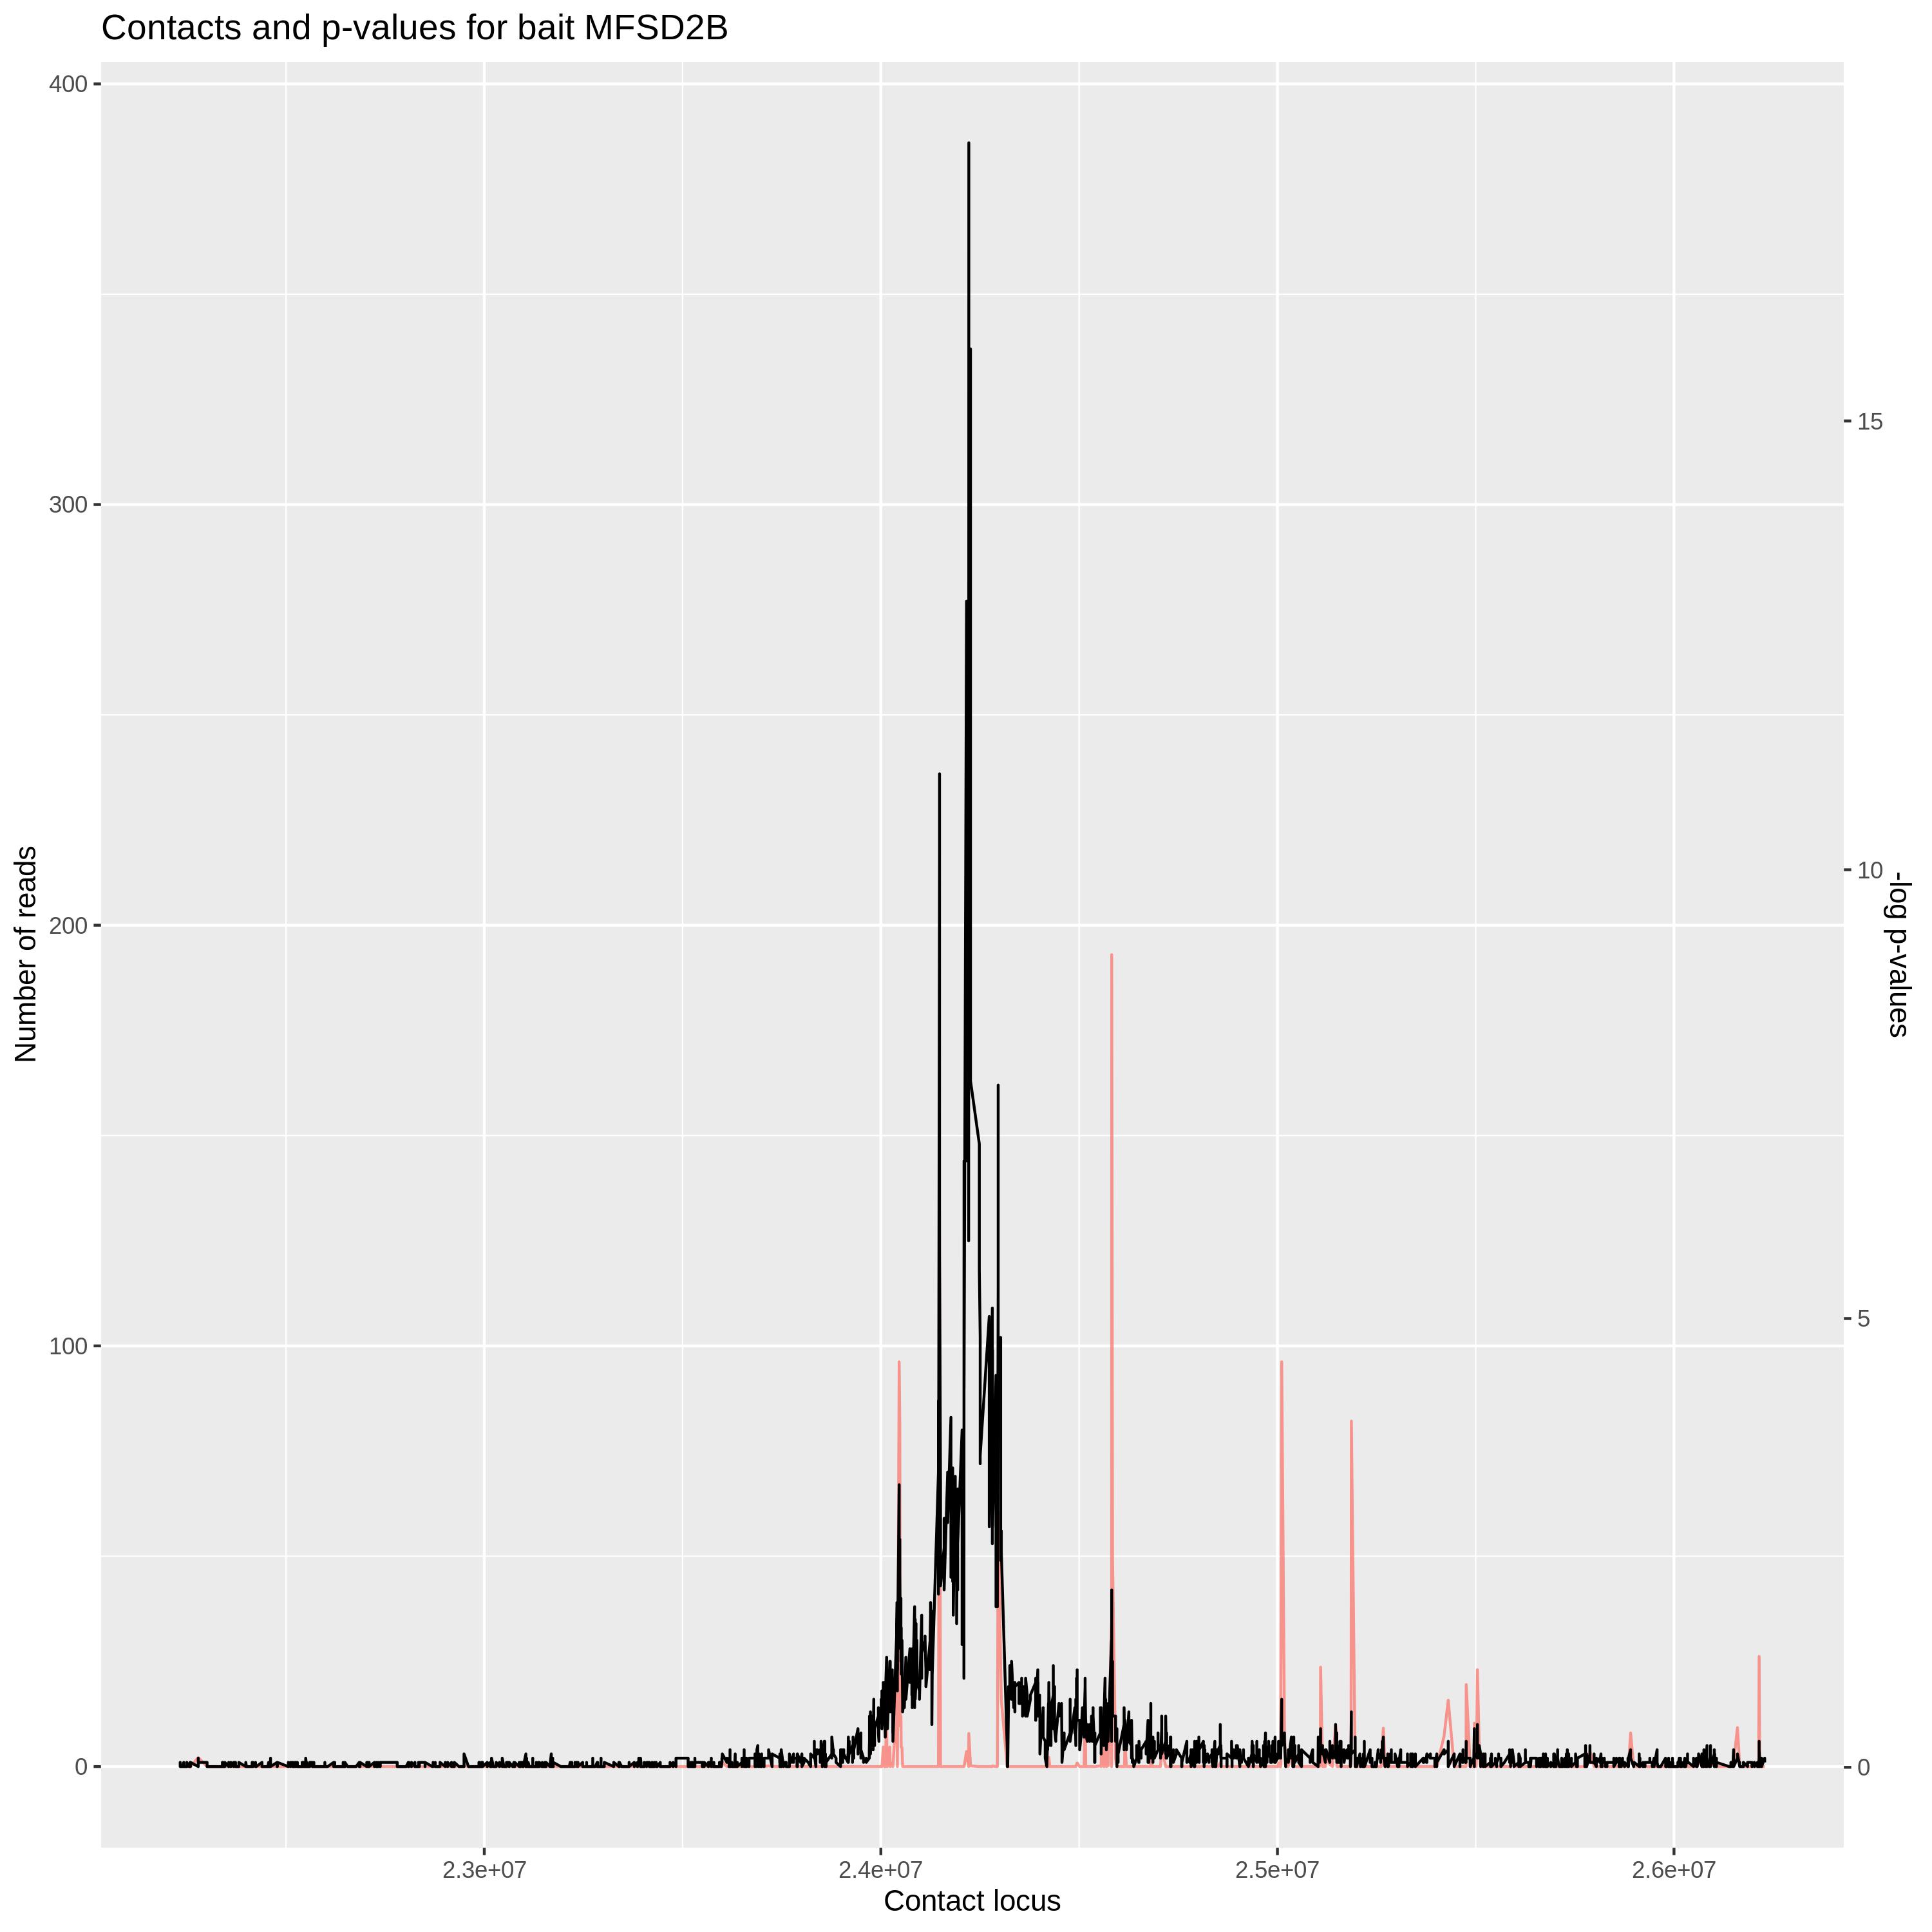 Contacts and p-values for bait MFSD2B
400
300
200
100
0
Number of reads
15
10
5
0
-log p-values
2.3e+07 2.4e+07 2.5e+07 2.6e+07
Contact locus